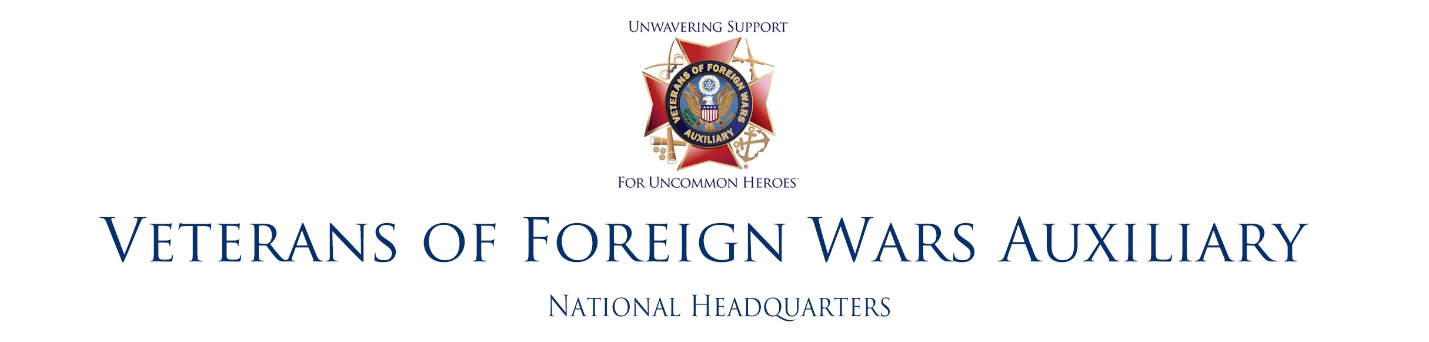 UNWAVERING SUPPORT
VETERANS OF FOREIGN WARS
AUXILIARY
®
FOR UNCOMMON HEROES™
VETERANS OF FOREIGN WARS AUXILIARY
NATIONAL HEADQUARTERS